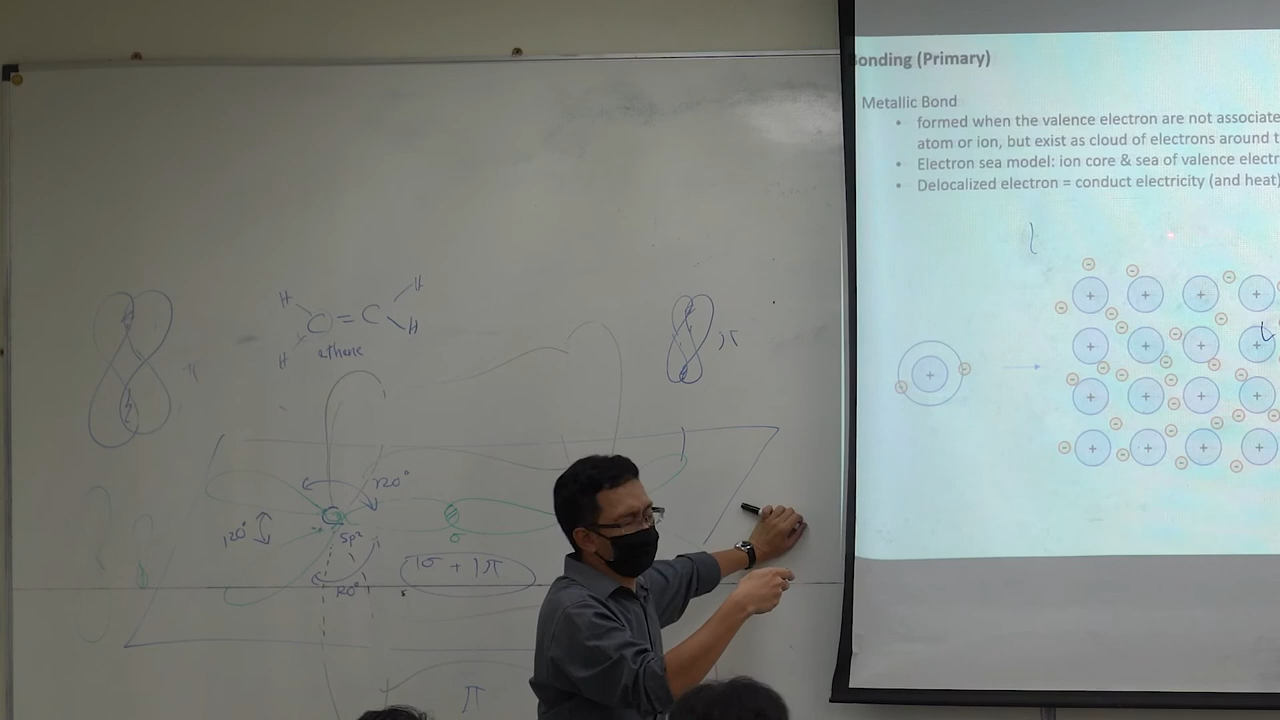 H
H
C = C
H
H
ethene
π
π
120°
120°
sp²
120°
σ
1σ + 1π
π
Bonding (Primary)
Metallic Bond
• formed when the valence electron are not associate
atom or ion, but exist as cloud of electrons around t
• Electron sea model: ion core & sea of valence electr
• Delocalized electron = conduct electricity (and heat)